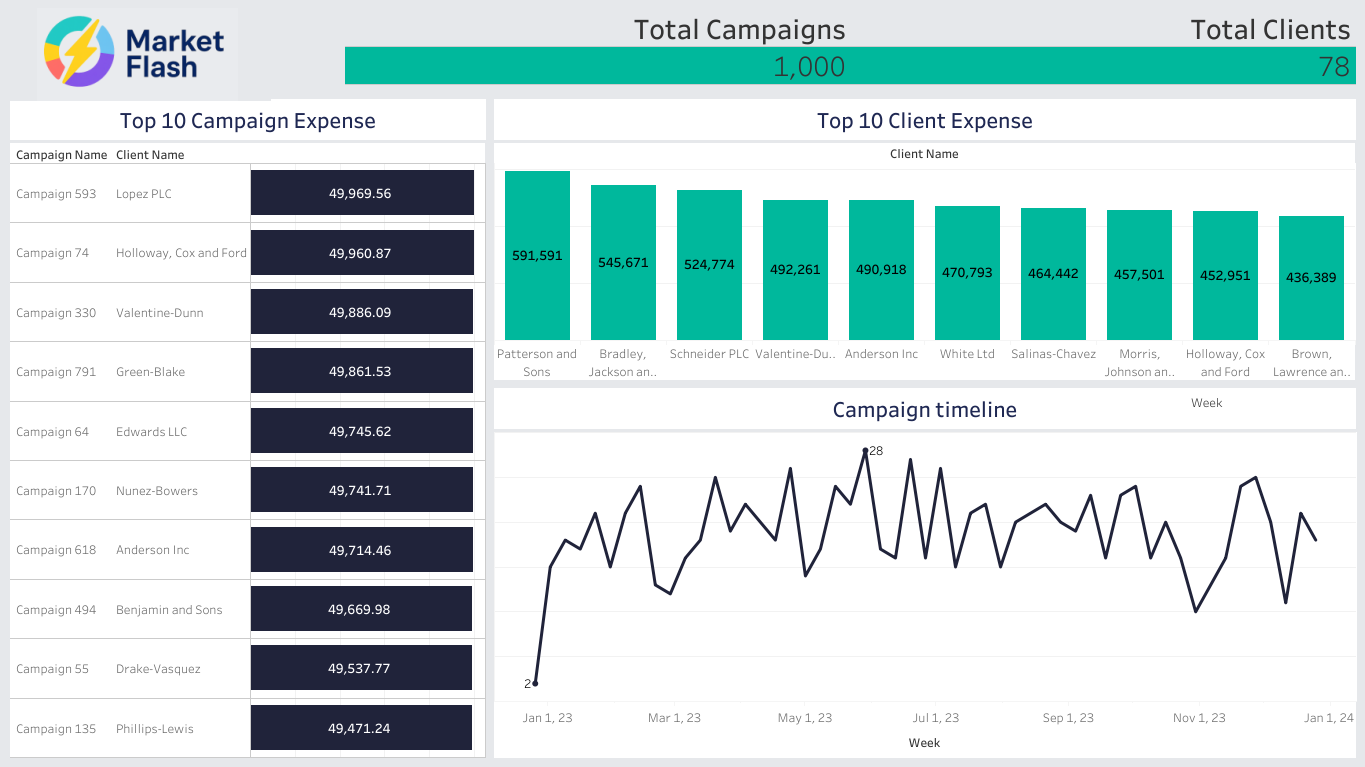 Market
Flash
Total Campaigns
Total Clients
1,000
78
Top 10 Campaign Expense
Campaign Name Client Name
Campaign 593 Lopez PLC 49,969.56
Campaign 74 Holloway, Cox and Ford 49,960.87
Campaign 330 Valentine-Dunn 49,886.09
Campaign 791 Green-Blake 49,861.53
Campaign 64 Edwards LLC 49,745.62
Campaign 170 Nunez-Bowers 49,741.71
Campaign 618 Anderson Inc 49,714.46
Campaign 494 Benjamin and Sons 49,669.98
Campaign 55 Drake-Vasquez 49,537.77
Campaign 135 Phillips-Lewis 49,471.24
Top 10 Client Expense
Client Name
591,591 545,671 524,774 492,261 490,918 470,793 464,442 457,501 452,951 436,389
Patterson and Bradley, Schneider PLC Valentine-Du.. Anderson Inc White Ltd Salinas-Chavez Morris, Holloway, Cox Brown,
Sons Jackson an.. Johnson an.. and Ford Lawrence an..
Campaign timeline
Week
28
2
Jan 1, 23 Mar 1, 23 May 1, 23 Jul 1, 23 Sep 1, 23 Nov 1, 23 Jan 1, 24
Week